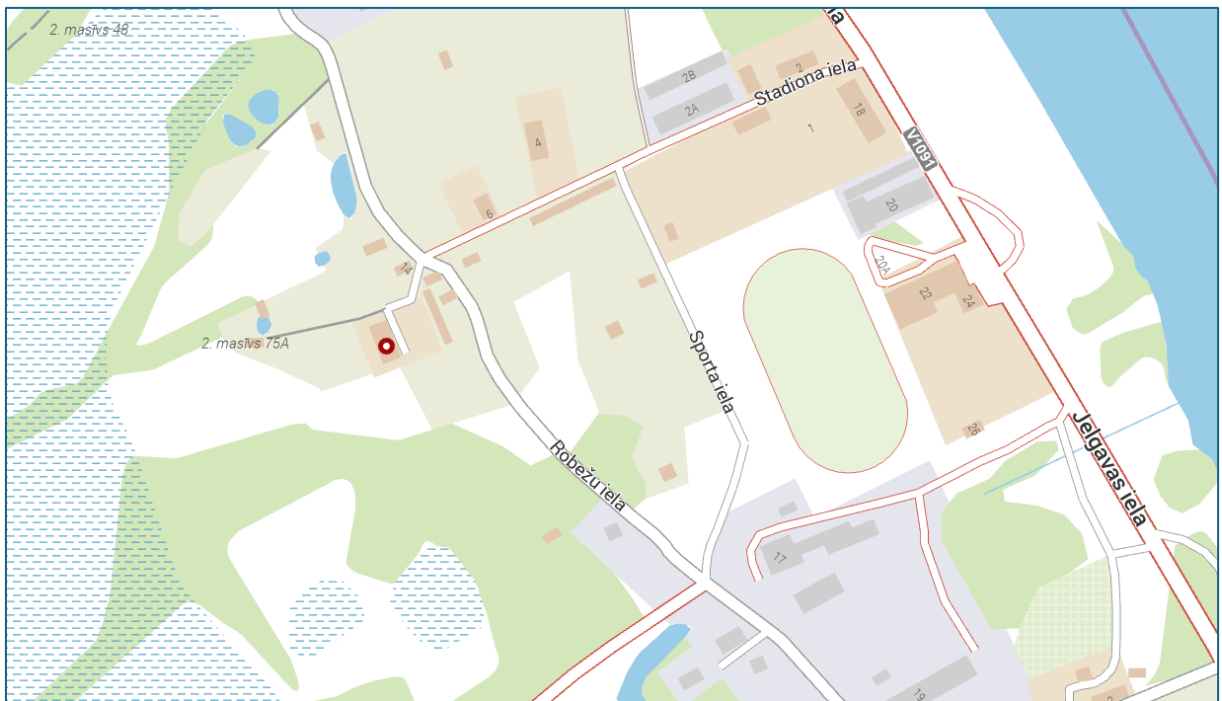 2. masīvs 48
2B
2
Stadiona iela
2A
18
1
4
V1091
20
6
14
20A
22
24
2. masīvs 75A
Sporta iela
26
Jelgavas iela
Robežu iela
17
19